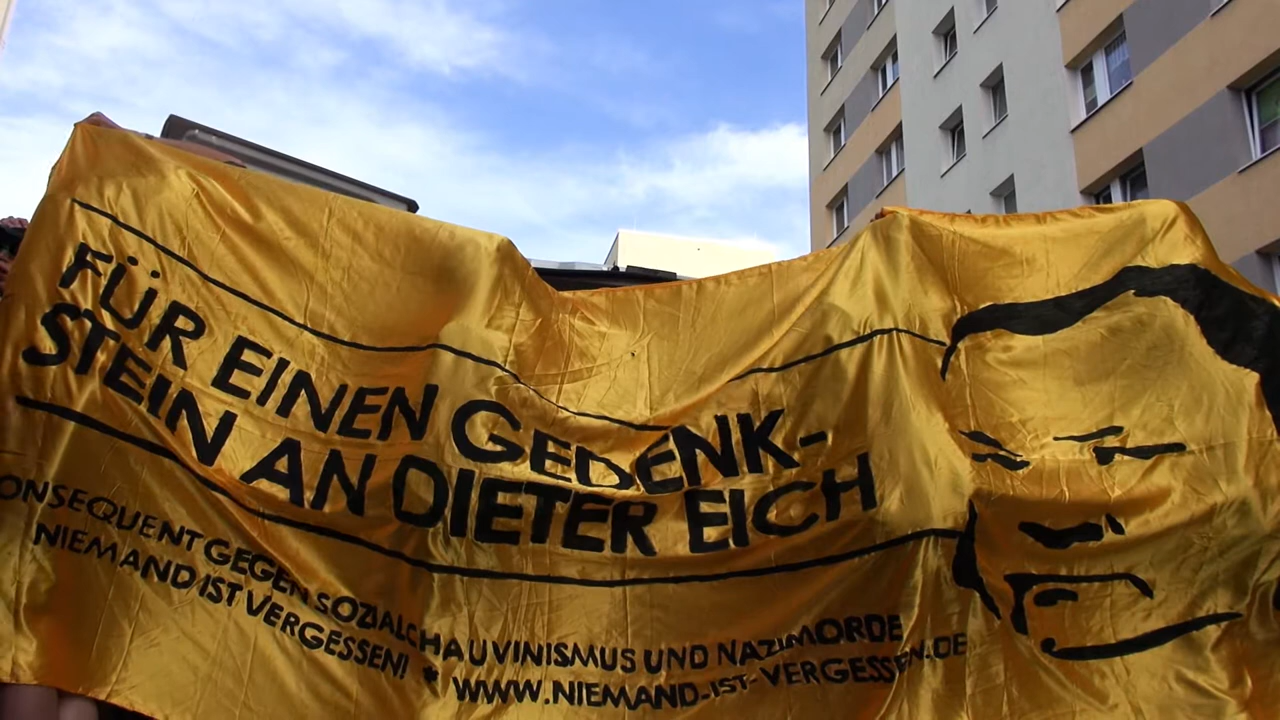 FÜR EINEN GEDENK-
STEIN AN DIETER EICH
ONSEQUENT GEGEN SOZIALCHAUVINISMUS UND NAZIMORDE
NIEMAND IST VERGESSEN! * WWW.NIEMAND-IST-VERGESSEN.DE